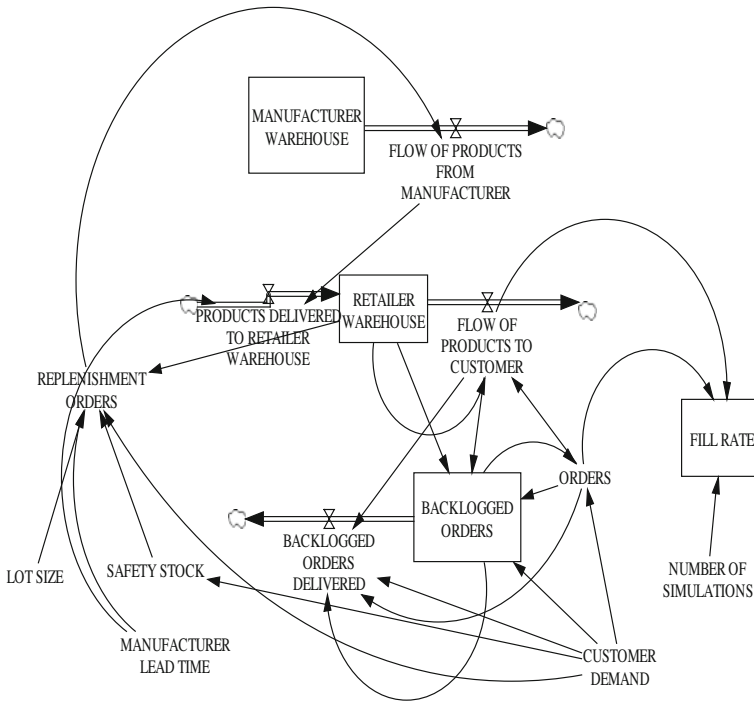 MANUFACTURER
WAREHOUSE
FLOW OF PRODUCTS
FROM
MANUFACTURER
PRODUCTS DELIVERED
TO RETAILER
WAREHOUSE
RETAILER
WAREHOUSE
FLOW OF
PRODUCTS TO
CUSTOMER
REPLENISHMENT
ORDERS
FILL RATE
BACKLOGGED
ORDERS
ORDERS
BACKLOGGED
ORDERS
DELIVERED
LOT SIZE
SAFETY STOCK
NUMBER OF
SIMULATIONS
MANUFACTURER
LEAD TIME
CUSTOMER
DEMAND